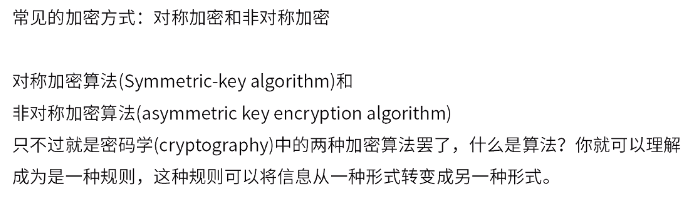 常见的加密方式：对称加密和非对称加密
对称加密算法(Symmetric-key algorithm)和
非对称加密算法(asymmetric key encryption algorithm)
只不过就是密码学(cryptography)中的两种加密算法罢了，什么是算法？你就可以理解
成为是一种规则，这种规则可以将信息从一种形式转变成另一种形式。